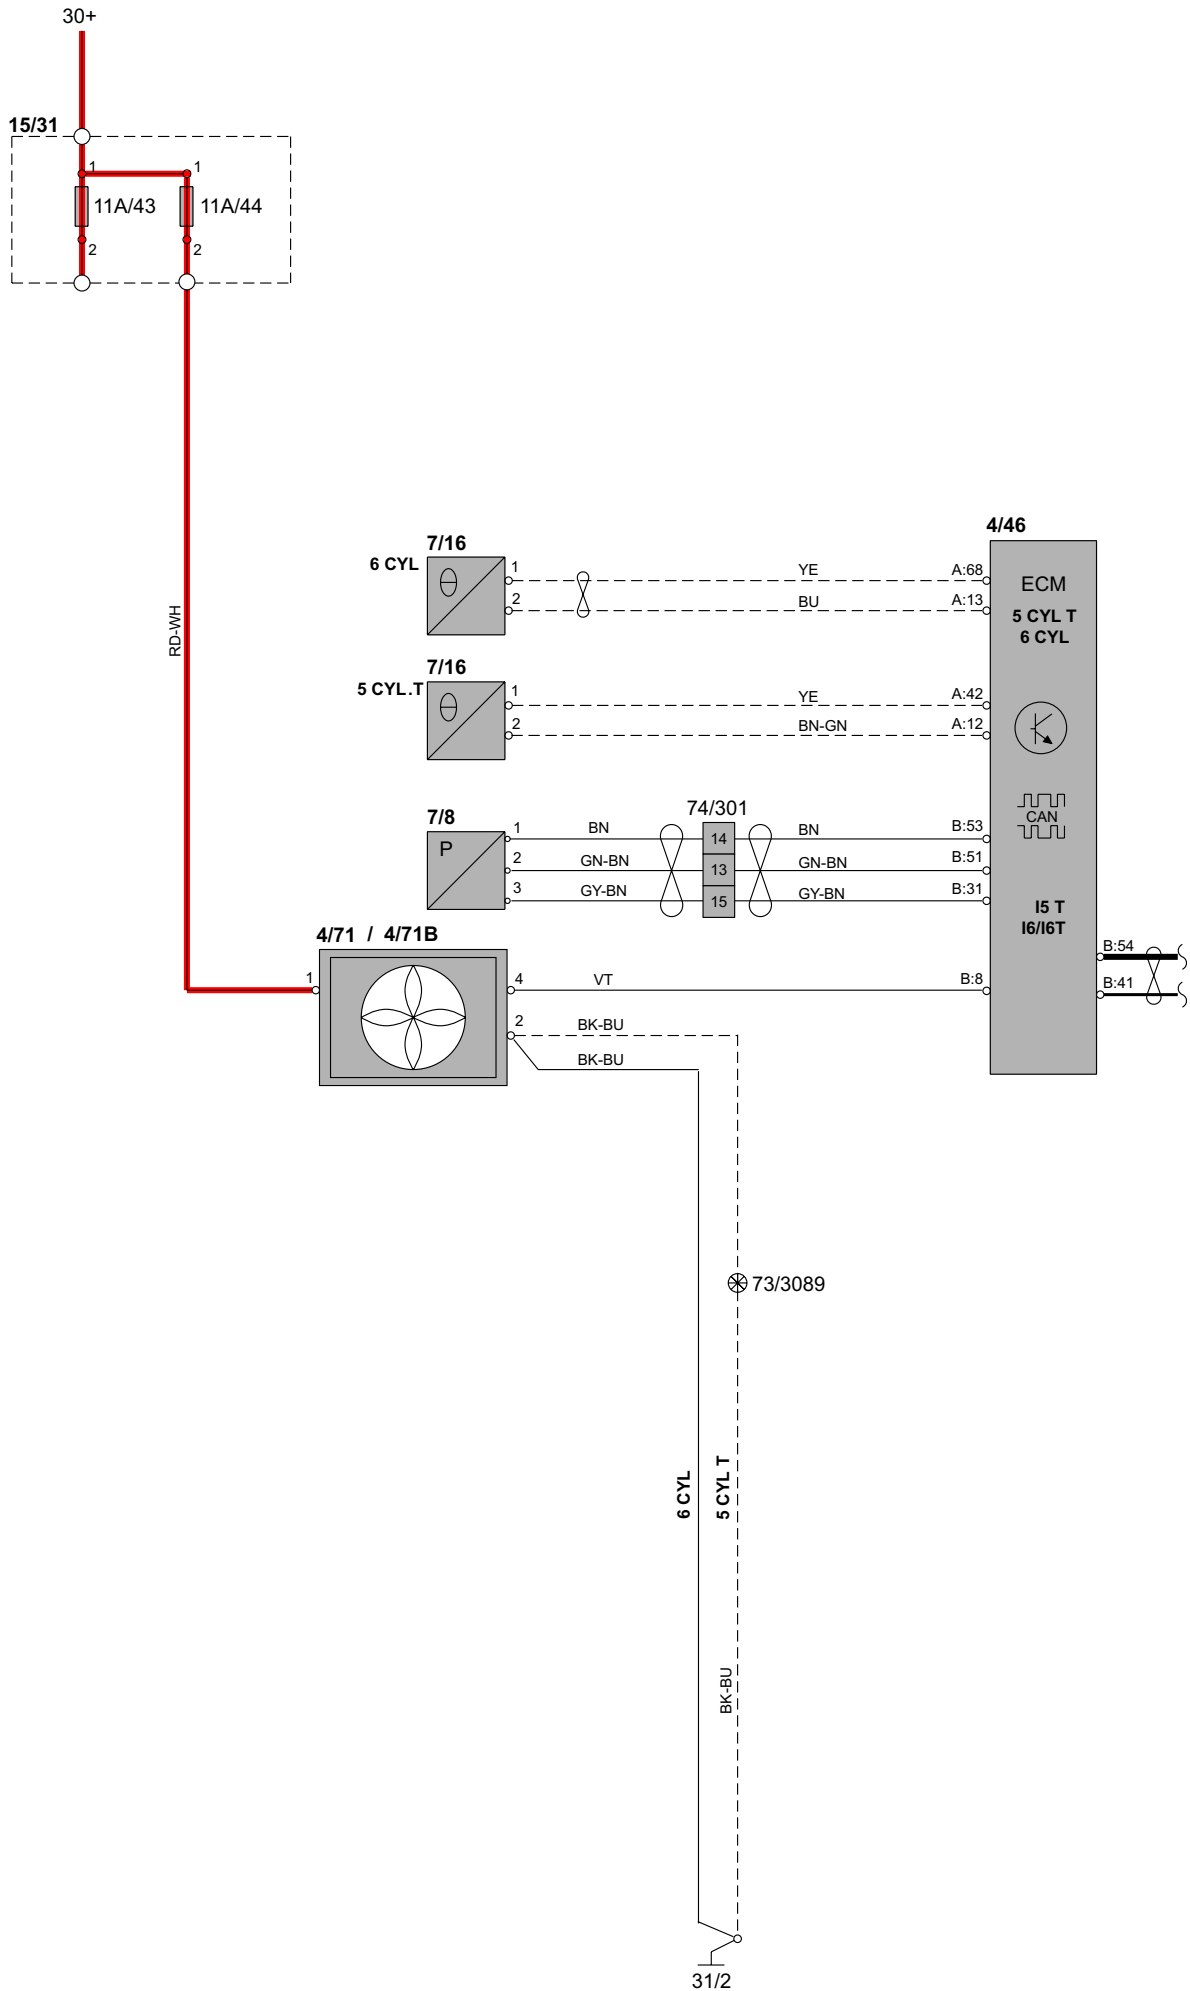 30+
15/31
1
1
11A/43
11A/44
2
2
RD-WH
4/46
7/16
6 CYL
1
YE
A:68
2
BU
A:13
ECM
5 CYL T
6 CYL
7/16
5 CYL.T
1
YE
A:42
2
BN-GN
A:12
CAN
74/301
7/8
P
1
BN
14
BN
B:53
2
GN-BN
13
GN-BN
B:51
3
GY-BN
15
GY-BN
B:31
I5 T
I6/I6T
4/71 / 4/71B
B:54
1
4
VT
B:8
B:41
2
BK-BU
BK-BU
73/3089
6 CYL
5 CYL T
BK-BU
31/2